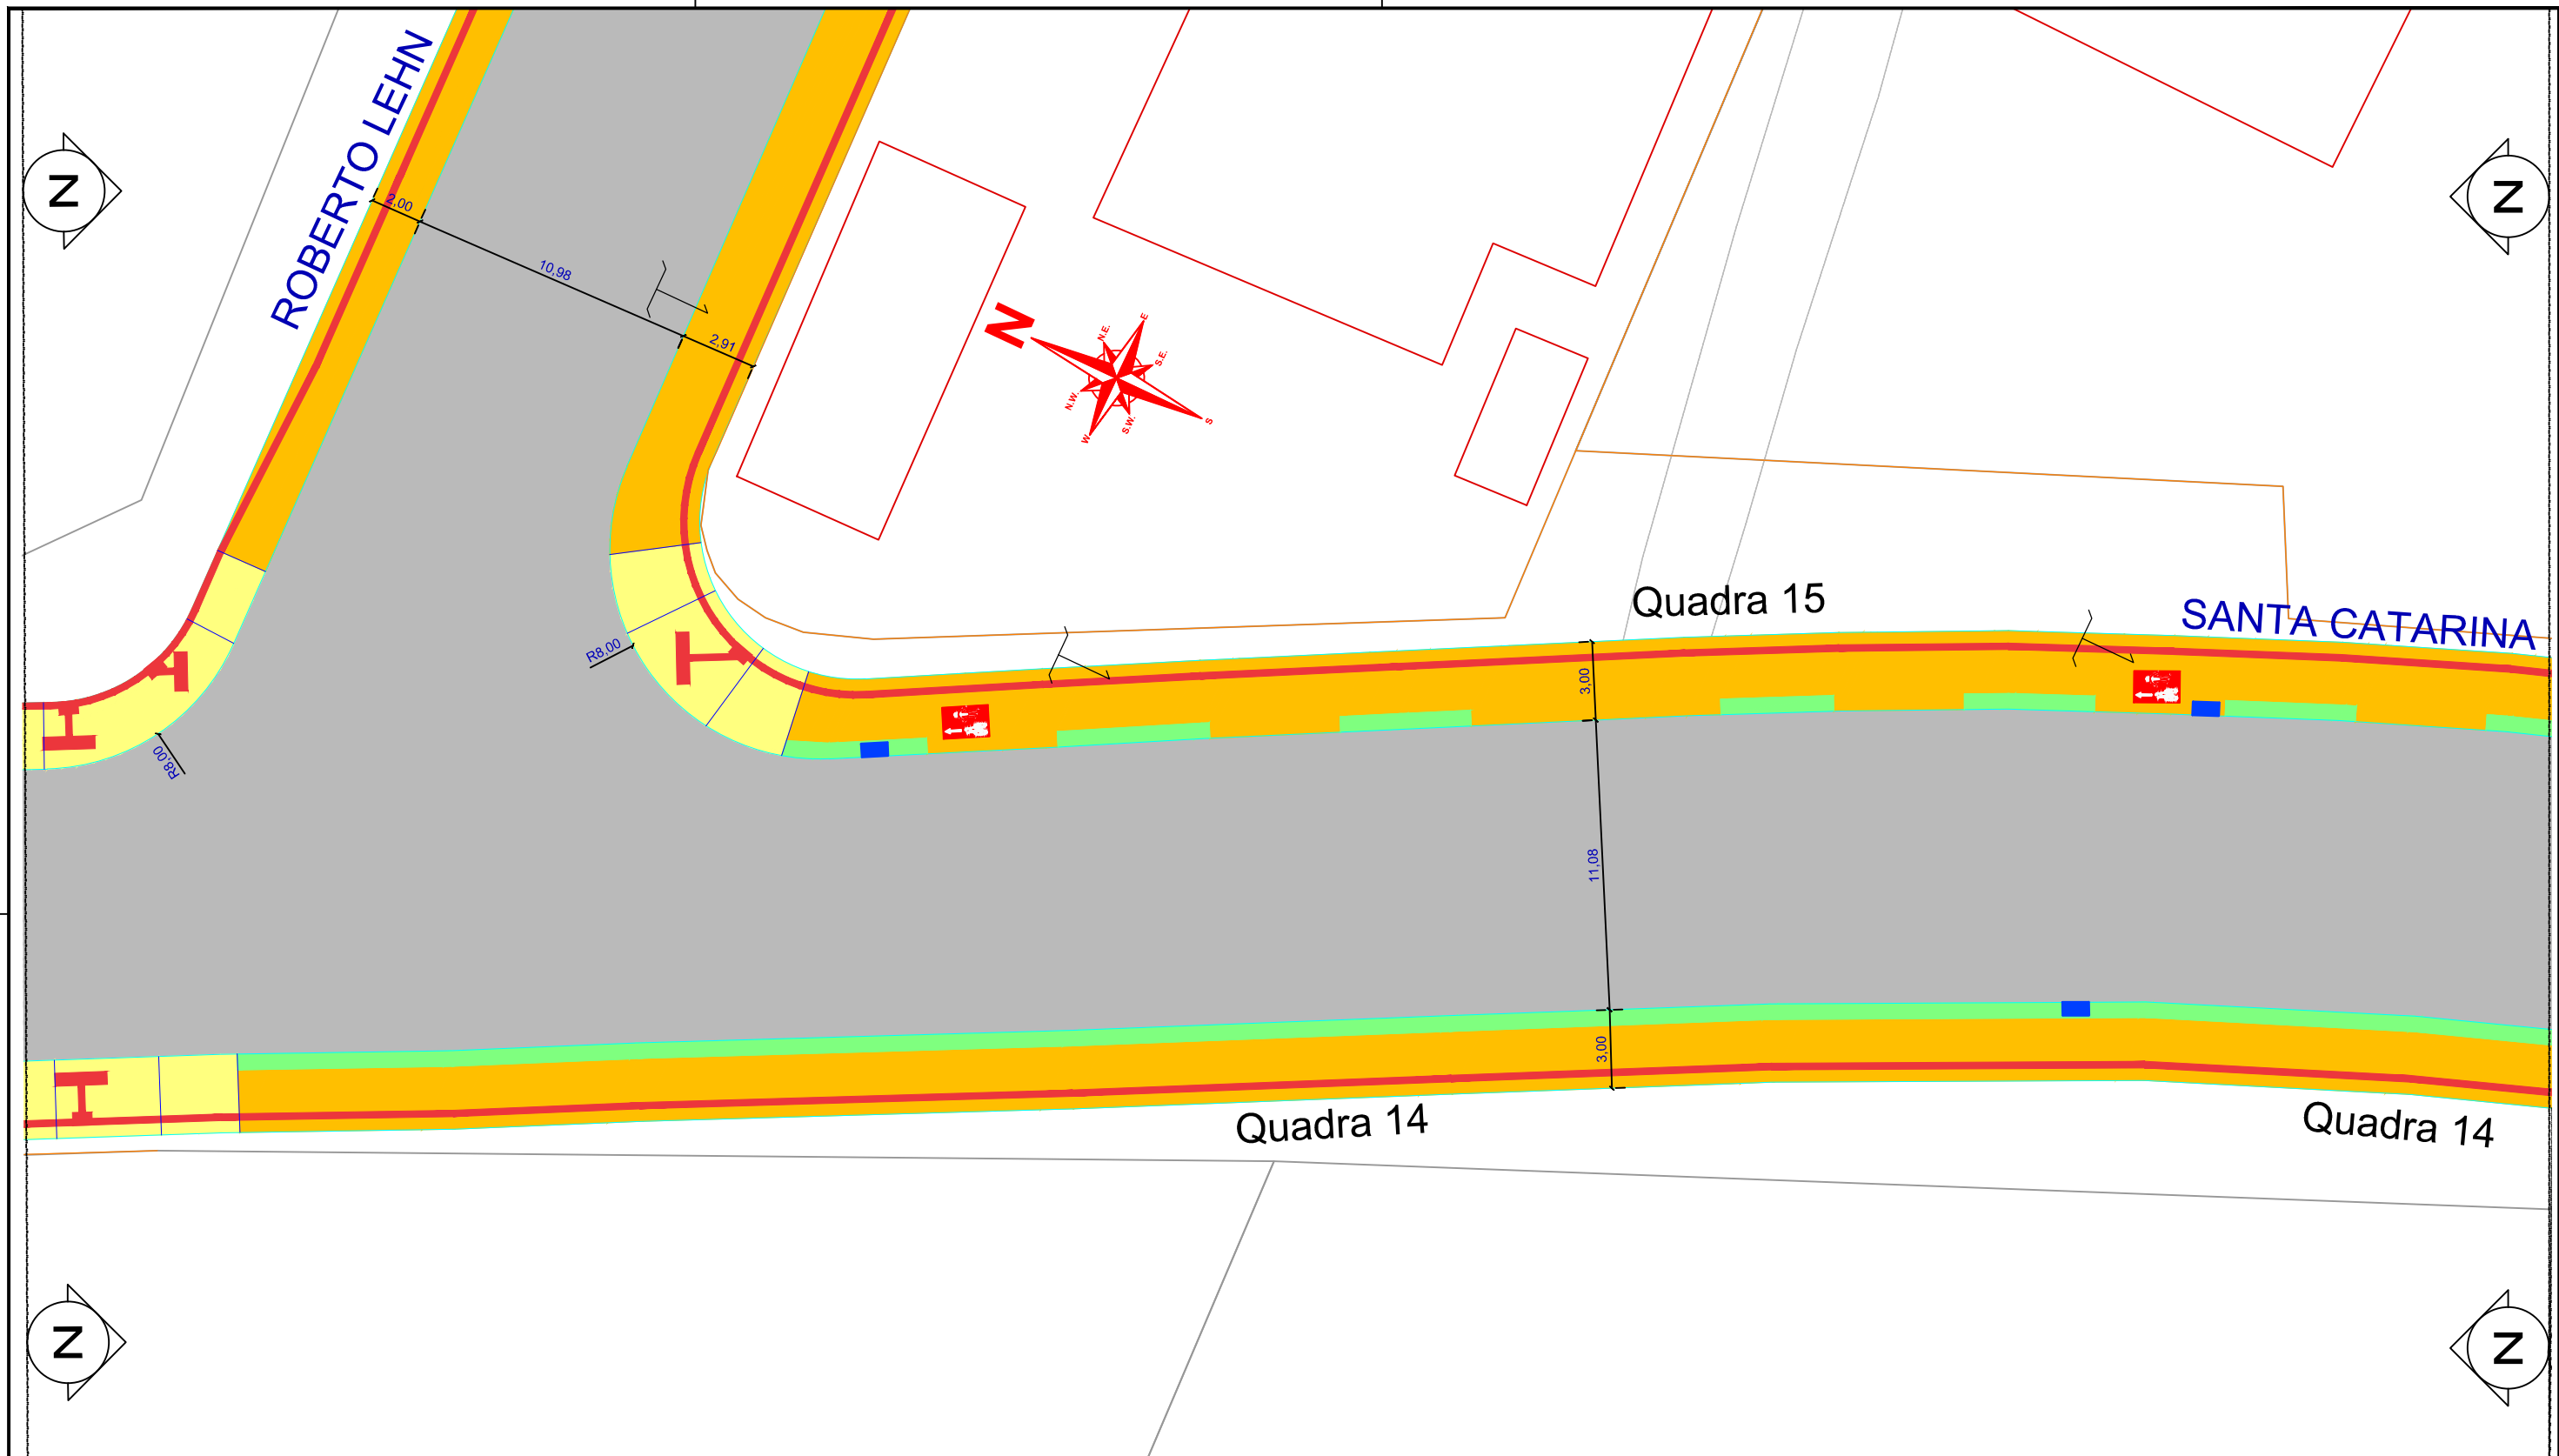 ROBERTO LEHN
N
N
2,00
10,98
2,91
N
N.E.
E
S.E.
N.W.
S.W.
W
S
Quadra 15
SANTA CATARINA
R8,00
R8,00
3,00
11,08
3,00
Quadra 14
Quadra 14
N
N